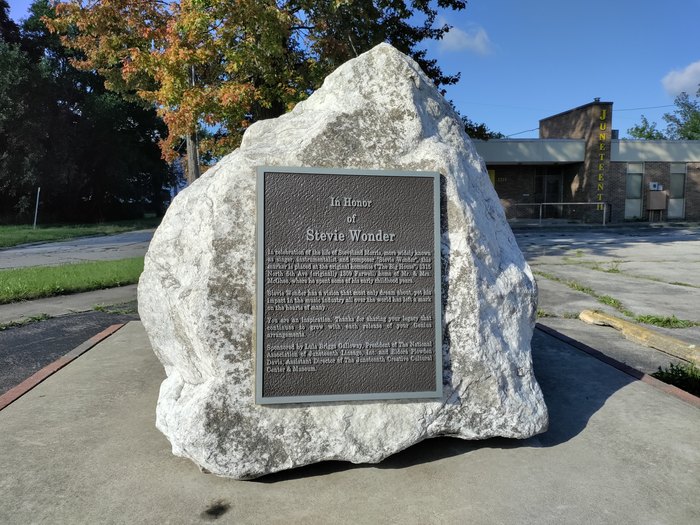 In Honor
of
Stevie Wonder
In celebration of the life of Steveland Morris, more widely known
as singer, instrumentalist and composer "Stevie Wonder", this
marker is placed at the original homesite ("The Big House"), 1315
North 5th Ave (originally 1309 Farwell) home of Mr. & Mrs.
McGhee, where he spent some of his early childhood years.
Stevie Wonder has a vision that most only dream about, yet his
impact in the music industry all over the world has left a mark
on the hearts of many.
You are an inspiration. Thanks for sharing your legacy that
continues to grow with each release of your Genius
arrangements.
Sponsored by Lula Briggs Galloway, President of The National
Association of Juneteenth Lineage, Inc. and Eldora Plowden
Davis, Assistant Director of The Juneteenth Creative Cultural
Center & Museum.
JUNETEENTH